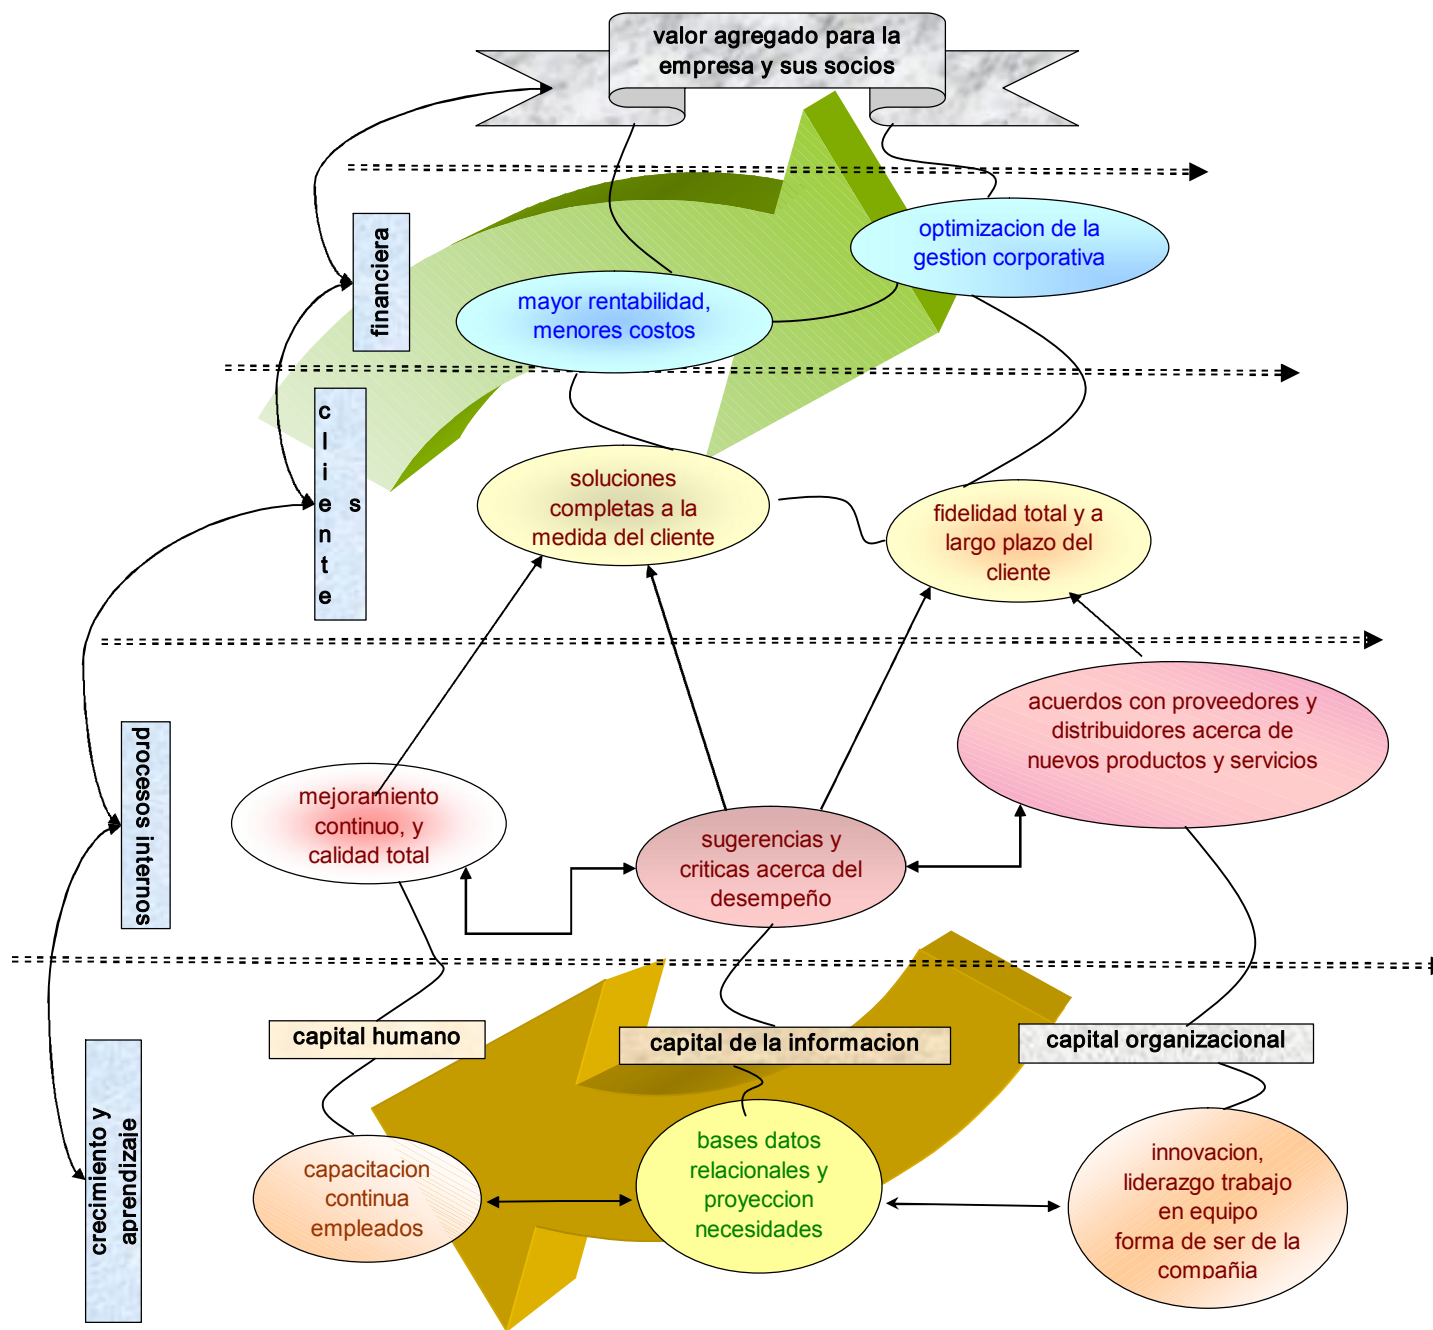 valor agregado para la
empresa y sus socios
financiera
optimizacion de la
gestion corporativa
mayor rentabilidad,
menores costos
clientes
soluciones
completas a la
medida del cliente
fidelidad total y a
largo plazo del
cliente
procesos internos
acuerdos con proveedores y
distribuidores acerca de
nuevos productos y servicios
mejoramiento
continuo, y
calidad total
sugerencias y
criticas acerca del
desempeño
capital humano
capital de la informacion
capital organizacional
crecimiento y
aprendizaje
capacitacion
continua
empleados
bases datos
relacionales y
proyeccion
necesidades
innovacion,
liderazgo trabajo
en equipo
forma de ser de la
compañia